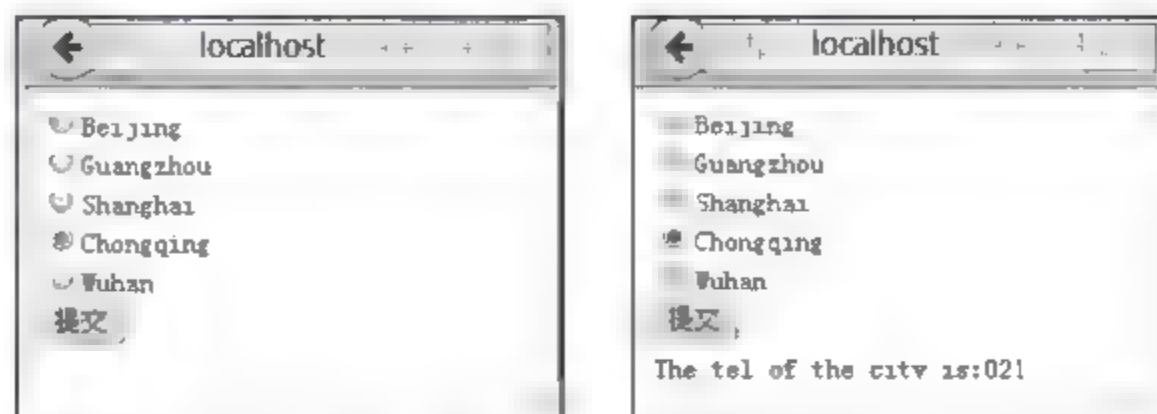 localhost
Beijing
Guangzhou
Shanghai
Chongqing
Wuhan
提交
localhost
Beijing
Guangzhou
Shanghai
Chongqing
Wuhan
提交
The tel of the city is:021